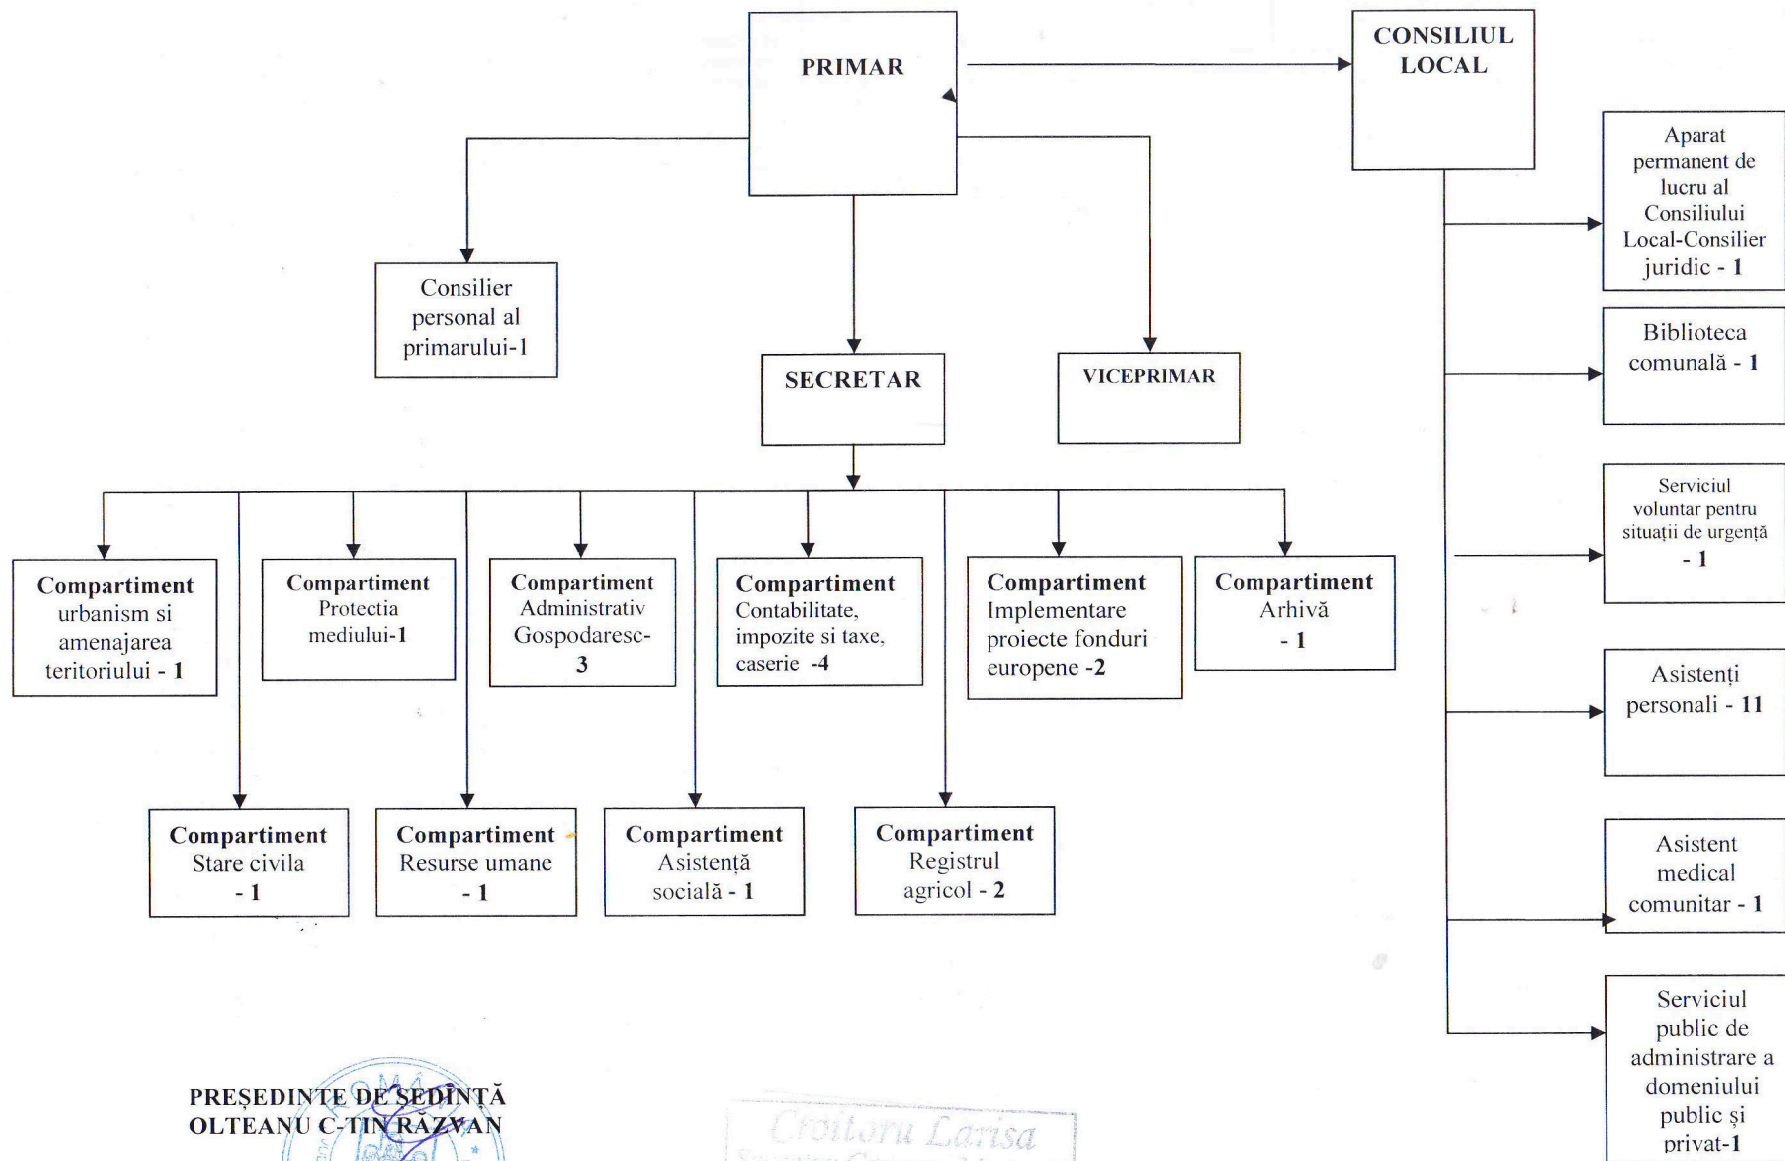 PRIMAR
CONSILIUL
LOCAL
Aparat
permanent de
lucru al
Consiliului
Local-Consilier
juridic - 1
Consilier
personal al
primarului-1
SECRETAR
VICEPRIMAR
Biblioteca
comunală - 1
Serviciul
voluntar pentru
situații de urgență
- 1
Compartiment
urbanism si
amenajarea
teritoriului - 1
Compartiment
Protectia
mediului-1
Compartiment
Administrativ
Gospodaresc-
3
Compartiment
Contabilitate,
impozite si taxe,
caserie -4
Compartiment
Implementare
proiecte fonduri
europene -2
Compartiment
Arhivă
- 1
Asistenți
personali - 11
Compartiment
Stare civila
- 1
Compartiment
Resurse umane
- 1
Compartiment
Asistență
socială - 1
Compartiment
Registrul
agricol - 2
Asistent
medical
comunitar - 1
Serviciul
public de
administrare a
domeniului
public și
privat-1
PREȘEDINTE DE SEDINȚĂ
OLTEANU C-TIN RĂZVAN
ROMÂNIA
Croitoru Larisa